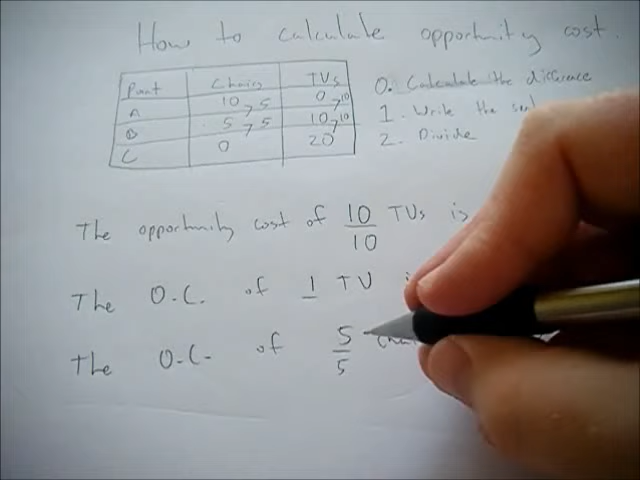 How to calculate opportunity cost.
Point Chairs TVs
A 10 0
5 10
B 5 10
5 10
C 0 20
0. Calculate the difference
1. Write the
2. Divide
The opportunity cost of 10/10 TVs is
The O.C. of 1 TV
The O.C. of 5/5